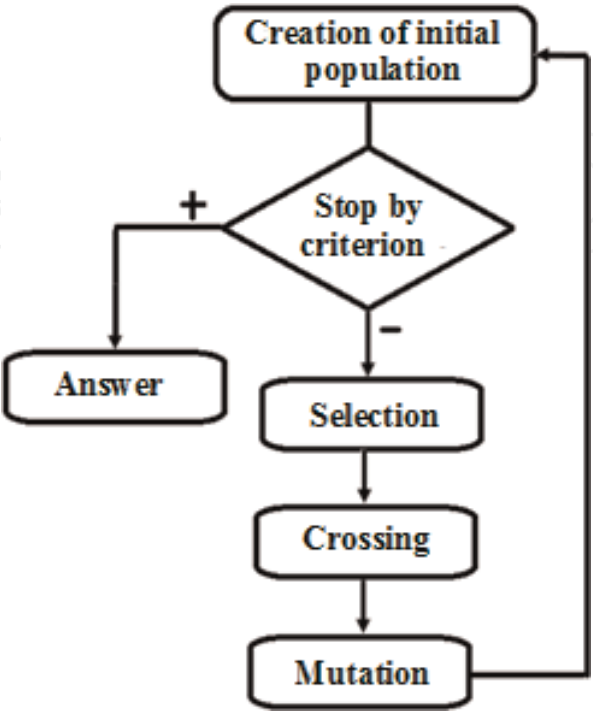 Creation of initial
population
+
Stop by
criterion
–
Answer
Selection
Crossing
Mutation